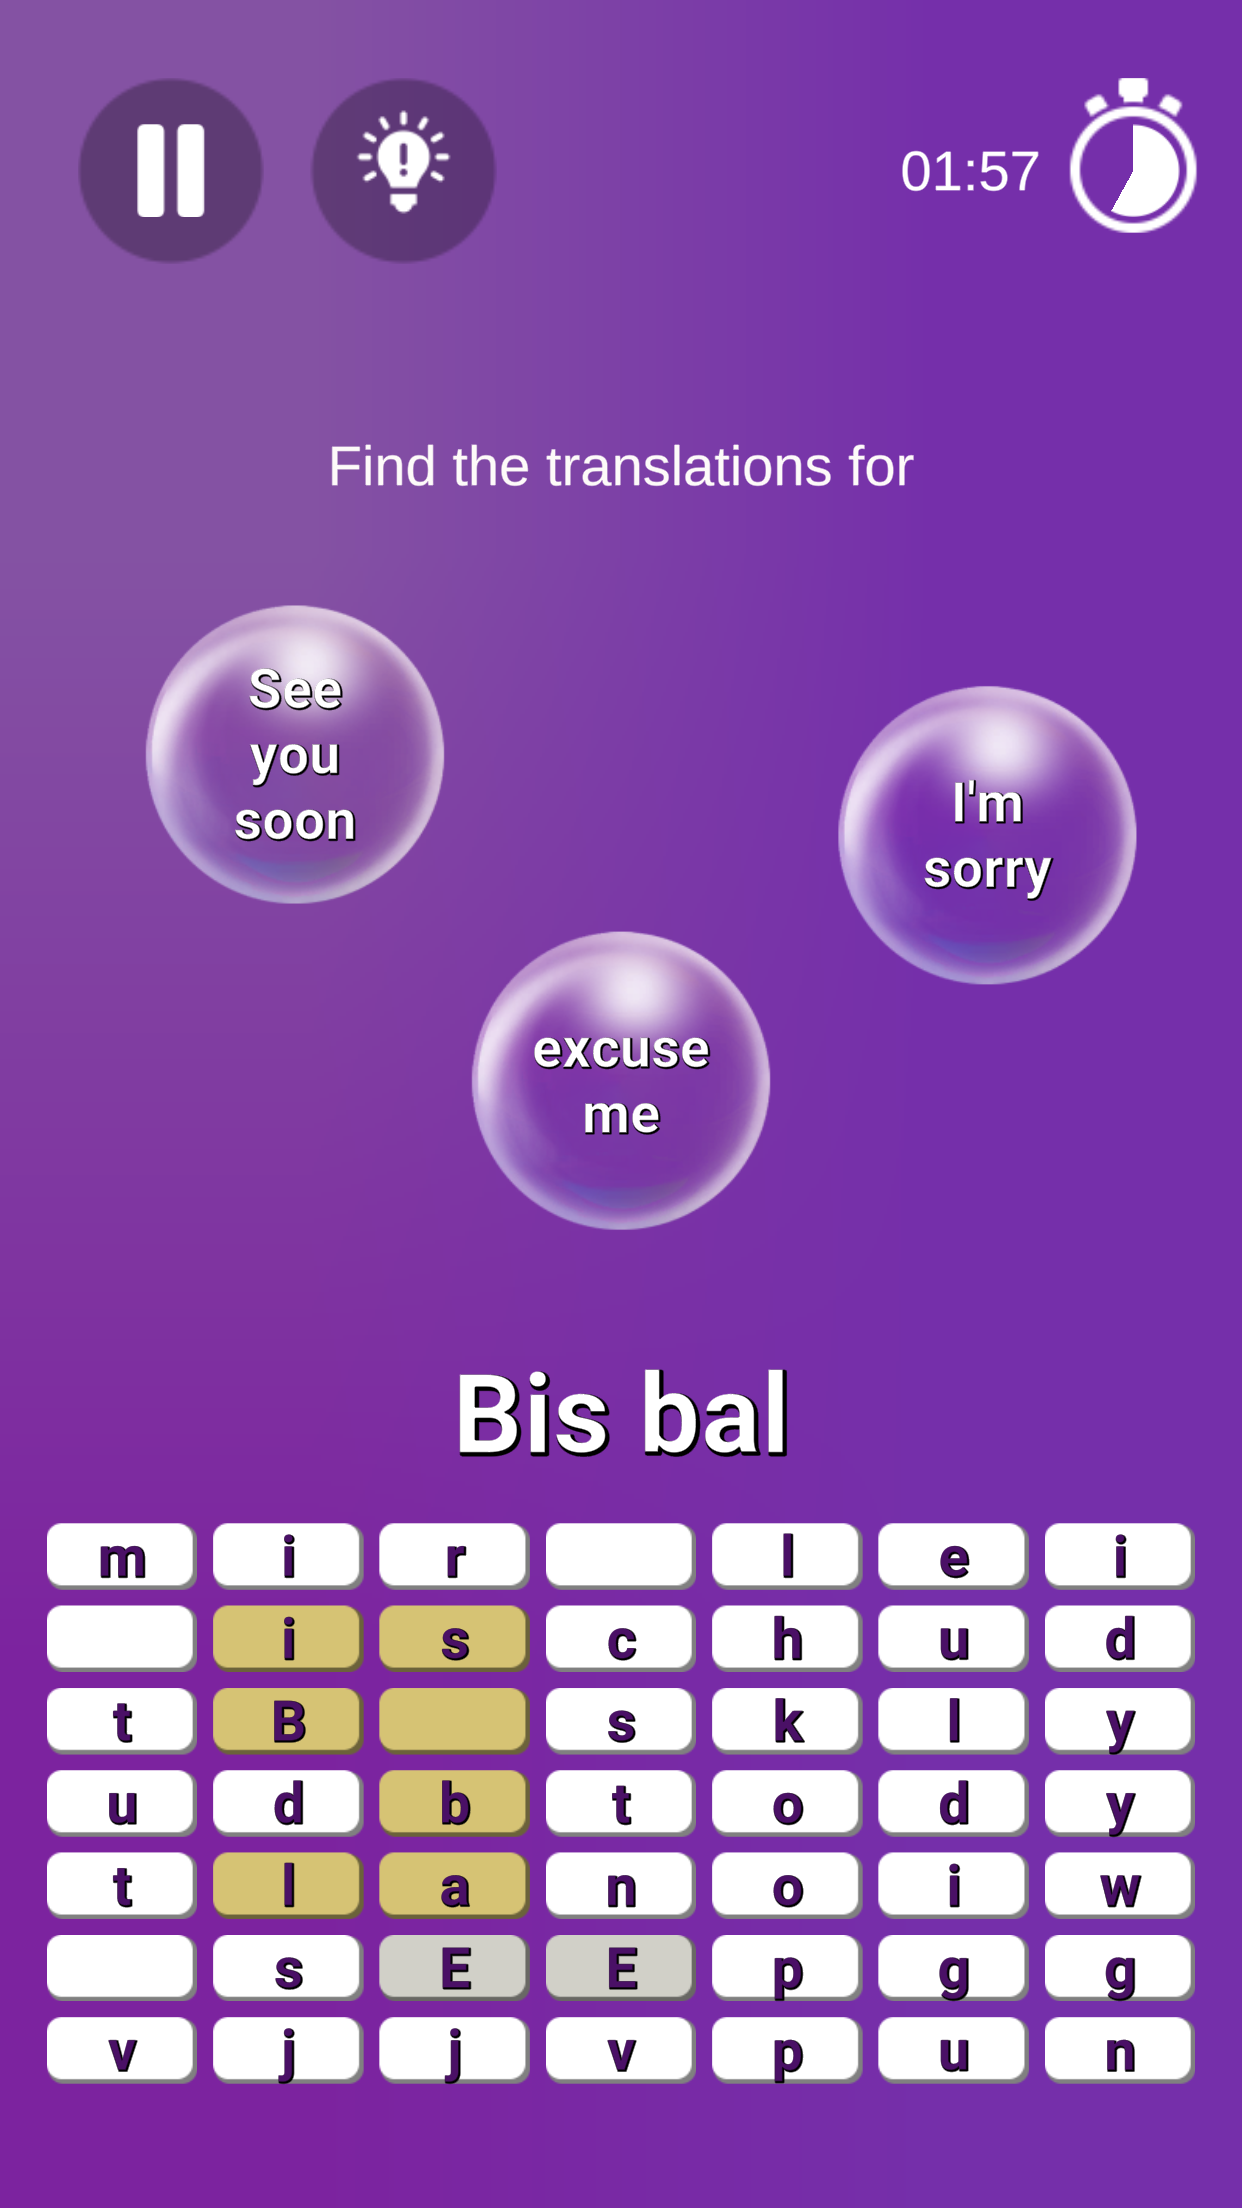 01:57
Find the translations for
See
you
soon
I'm
sorry
excuse
me
Bis bal
m i r l e i
i s c h u d
t B s k l y
u d b t o d y
t l a n o i w
s E E p g g
v j j v p u n